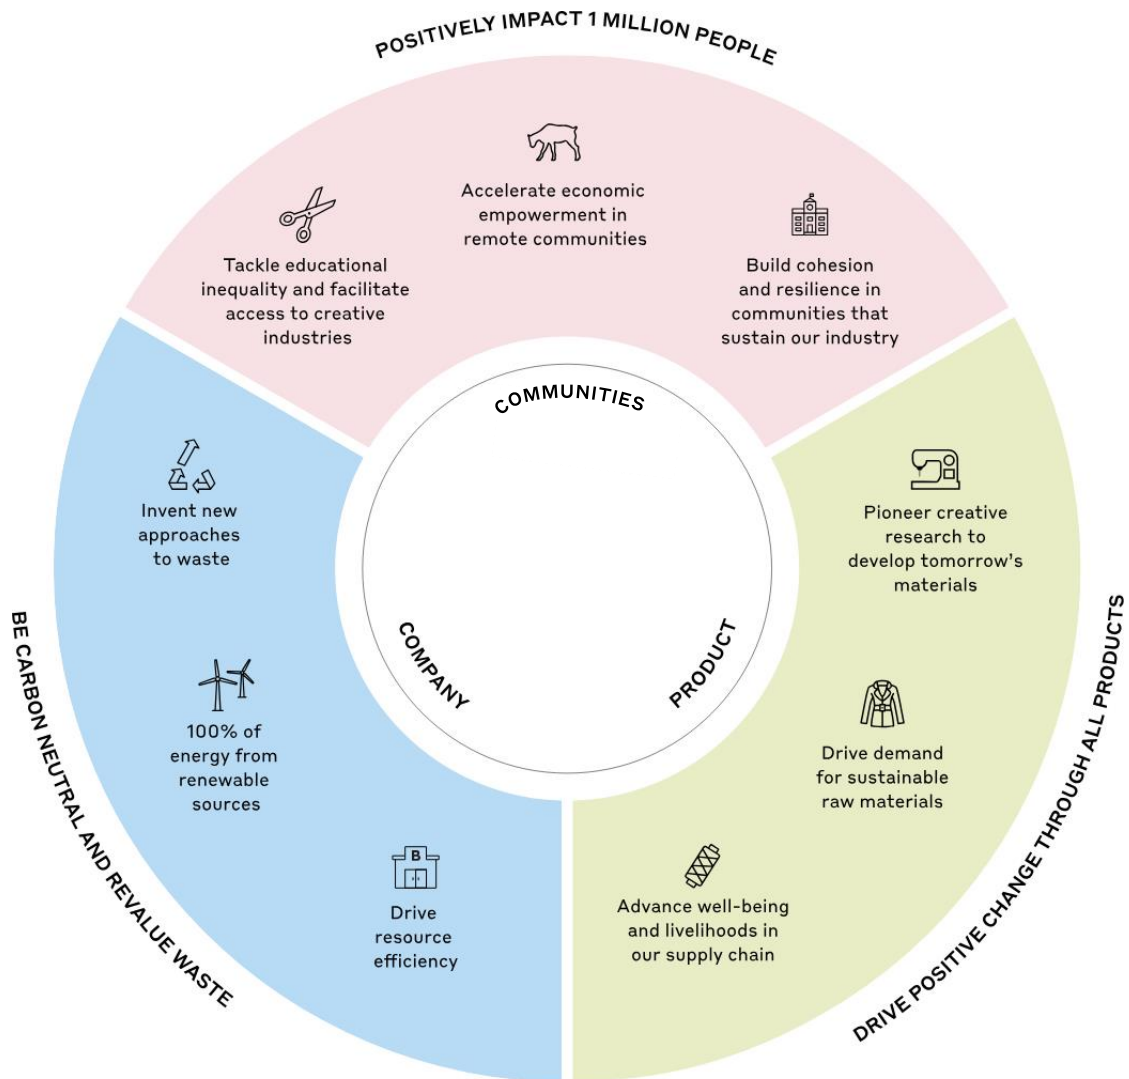 POSITIVELY IMPACT 1 MILLION PEOPLE
Accelerate economic
empowerment in
remote communities
Tackle educational
inequality and facilitate
access to creative
industries
Build cohesion
and resilience in
communities that
sustain our industry
COMMUNITIES
Invent new
approaches
to waste
Pioneer creative
research to
develop tomorrow's
materials
COMPANY
PRODUCT
100% of
energy from
renewable
sources
Drive demand
for sustainable
raw materials
B
Drive
resource
efficiency
Advance well-being
and livelihoods in
our supply chain
BE CARBON NEUTRAL AND REVALUE WASTE
DRIVE POSITIVE CHANGE THROUGH ALL PRODUCTS